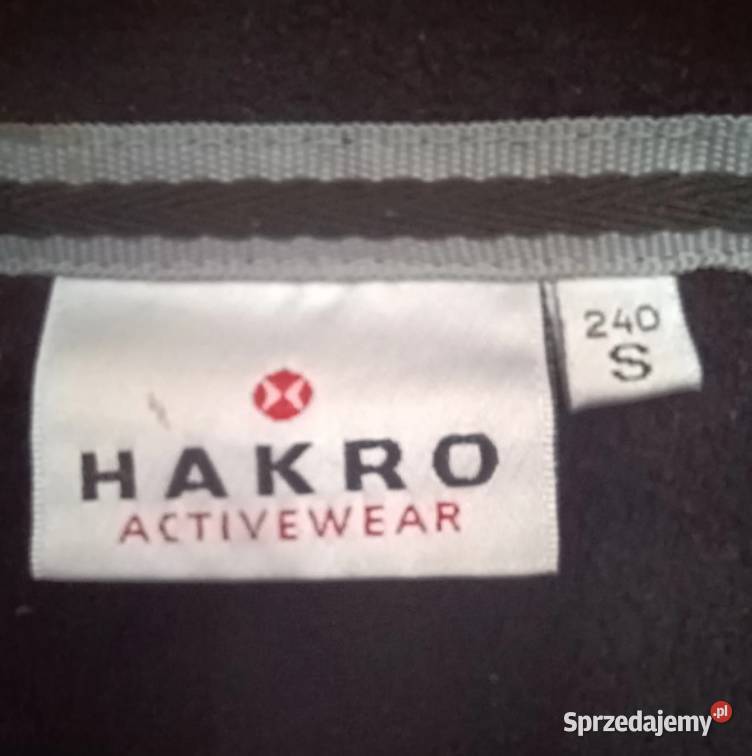 240
S
HAKRO
ACTIVEWEAR
Sprzedajemy.pl